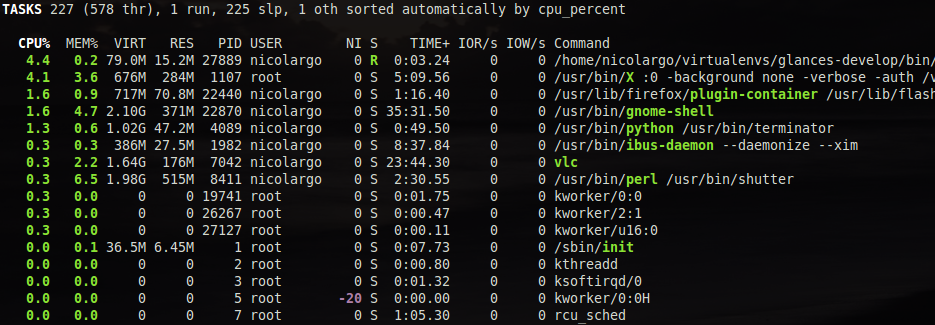 TASKS 227 (578 thr), 1 run, 225 slp, 1 oth sorted automatically by cpu_percent
CPU% MEM% VIRT RES PID USER NI S TIME+ IOR/s IOW/s Command
4.4 0.2 79.0M 15.2M 27889 nicolargo 0 R 0:03.24 0 0 /home/nicolargo/virtualenvs/glances-develop/bin/
4.1 3.6 676M 284M 1107 root 0 S 5:09.56 0 0 /usr/bin/X :0 -background none -verbose -auth /v
1.6 0.9 717M 70.8M 22440 nicolargo 0 S 1:16.40 0 0 /usr/lib/firefox/plugin-container /usr/lib/flash
1.6 4.7 2.10G 371M 22870 nicolargo 0 S 35:31.50 0 0 /usr/bin/gnome-shell
1.3 0.6 1.02G 47.2M 4089 nicolargo 0 S 0:49.50 0 0 /usr/bin/python /usr/bin/terminator
0.3 0.3 386M 27.5M 1982 nicolargo 0 S 8:37.84 0 0 /usr/bin/ibus-daemon --daemonize --xim
0.3 2.2 1.64G 176M 7042 nicolargo 0 S 23:44.30 0 0 vlc
0.3 6.5 1.98G 515M 8411 nicolargo 0 S 2:30.55 0 0 /usr/bin/perl /usr/bin/shutter
0.3 0.0 0 0 19741 root 0 S 0:01.75 0 0 kworker/0:0
0.3 0.0 0 0 26267 root 0 S 0:00.47 0 0 kworker/2:1
0.3 0.0 0 0 27127 root 0 S 0:00.11 0 0 kworker/u16:0
0.0 0.1 36.5M 6.45M 1 root 0 S 0:07.73 0 0 /sbin/init
0.0 0.0 0 0 2 root 0 S 0:00.80 0 0 kthreadd
0.0 0.0 0 0 3 root 0 S 0:01.32 0 0 ksoftirqd/0
0.0 0.0 0 0 5 root -20 S 0:00.00 0 0 kworker/0:0H
0.0 0.0 0 0 7 root 0 S 1:05.30 0 0 rcu_sched